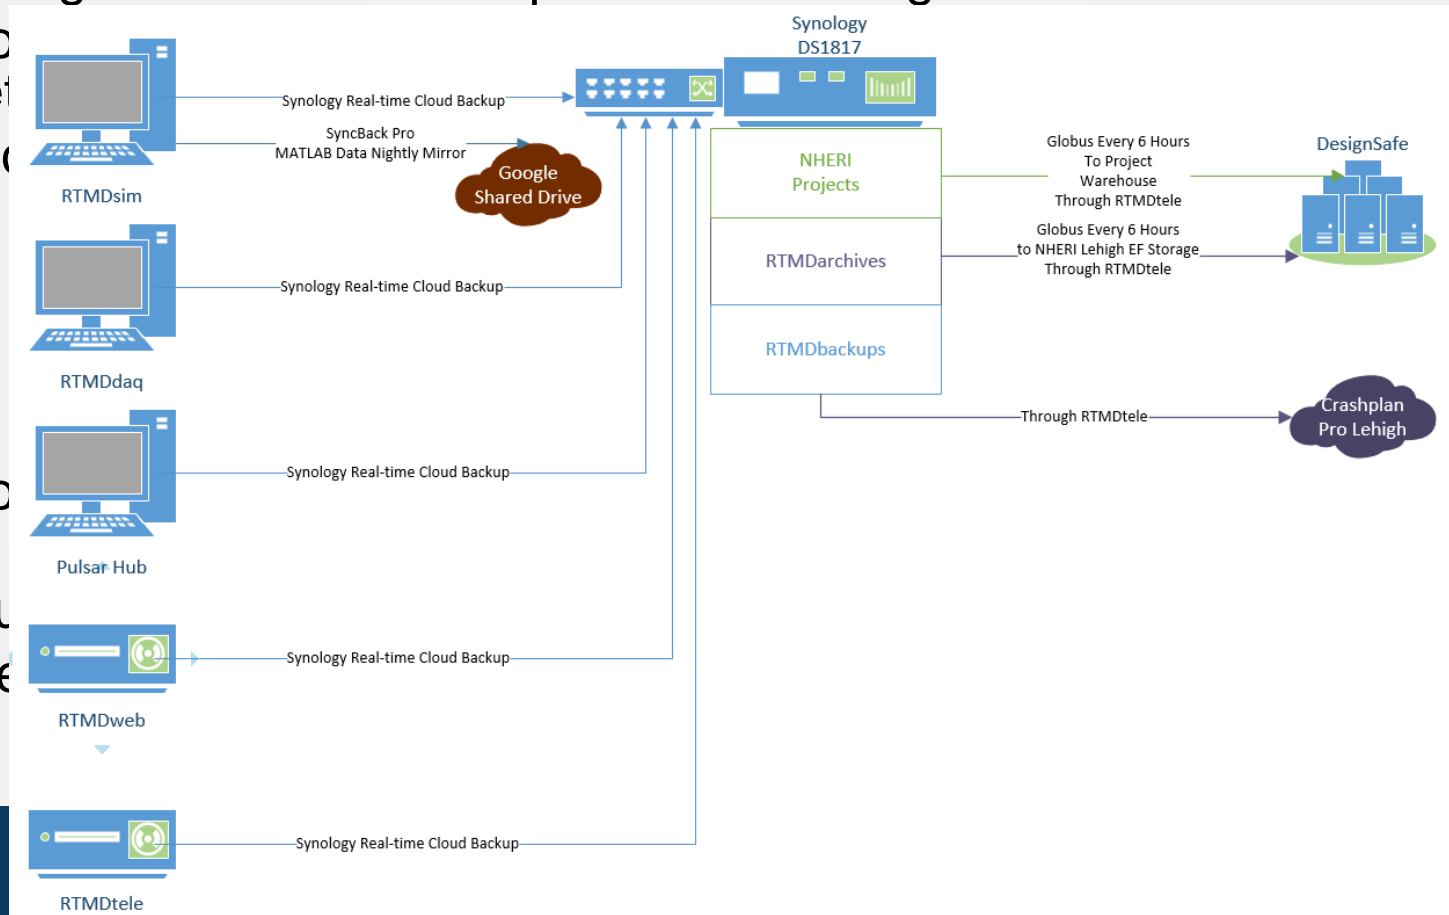 Synology
DS1817
Synology Real-time Cloud Backup
SyncBack Pro
MATLAB Data Nightly Mirror
Google
Shared Drive
RTMDsim
NHERI
Projects
Globus Every 6 Hours
To Project
Warehouse
Through RTMDtele
DesignSafe
RTMDarchives
Globus Every 6 Hours
to NHERI Lehigh EF Storage
Through RTMDtele
Synology Real-time Cloud Backup
RTMDdaq
RTMDbackups
Through RTMDtele
Crashplan
Pro Lehigh
Synology Real-time Cloud Backup
Pulsar Hub
Synology Real-time Cloud Backup
RTMDweb
Synology Real-time Cloud Backup
RTMDtele